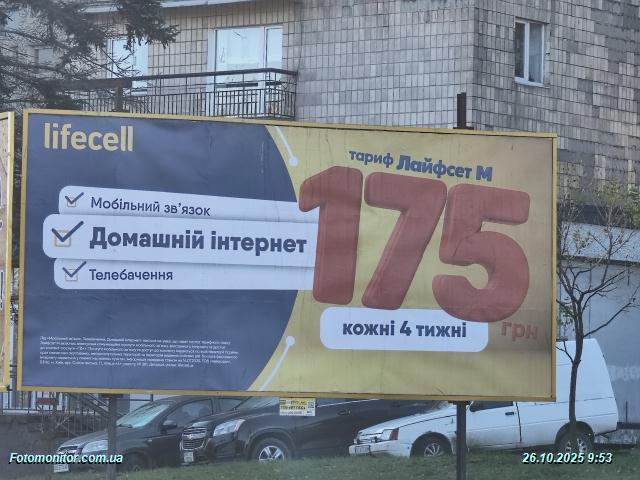 lifecell
тариф Лайфсет М
175
грн
кожні 4 тижні
Мобільний зв'язок
Домашній інтернет
Телебачення
Fotomonitor.com.ua
26.10.2025 9:53